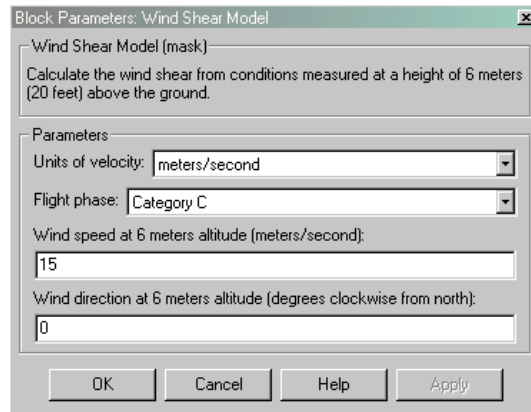 Block Parameters: Wind Shear Model
Wind Shear Model (mask)
Calculate the wind shear from conditions measured at a height of 6 meters
(20 feet) above the ground.
Parameters
Units of velocity: meters/second
Flight phase: Category C
Wind speed at 6 meters altitude (meters/second):
15
Wind direction at 6 meters altitude (degrees clockwise from north):
0
OK Cancel Help Apply